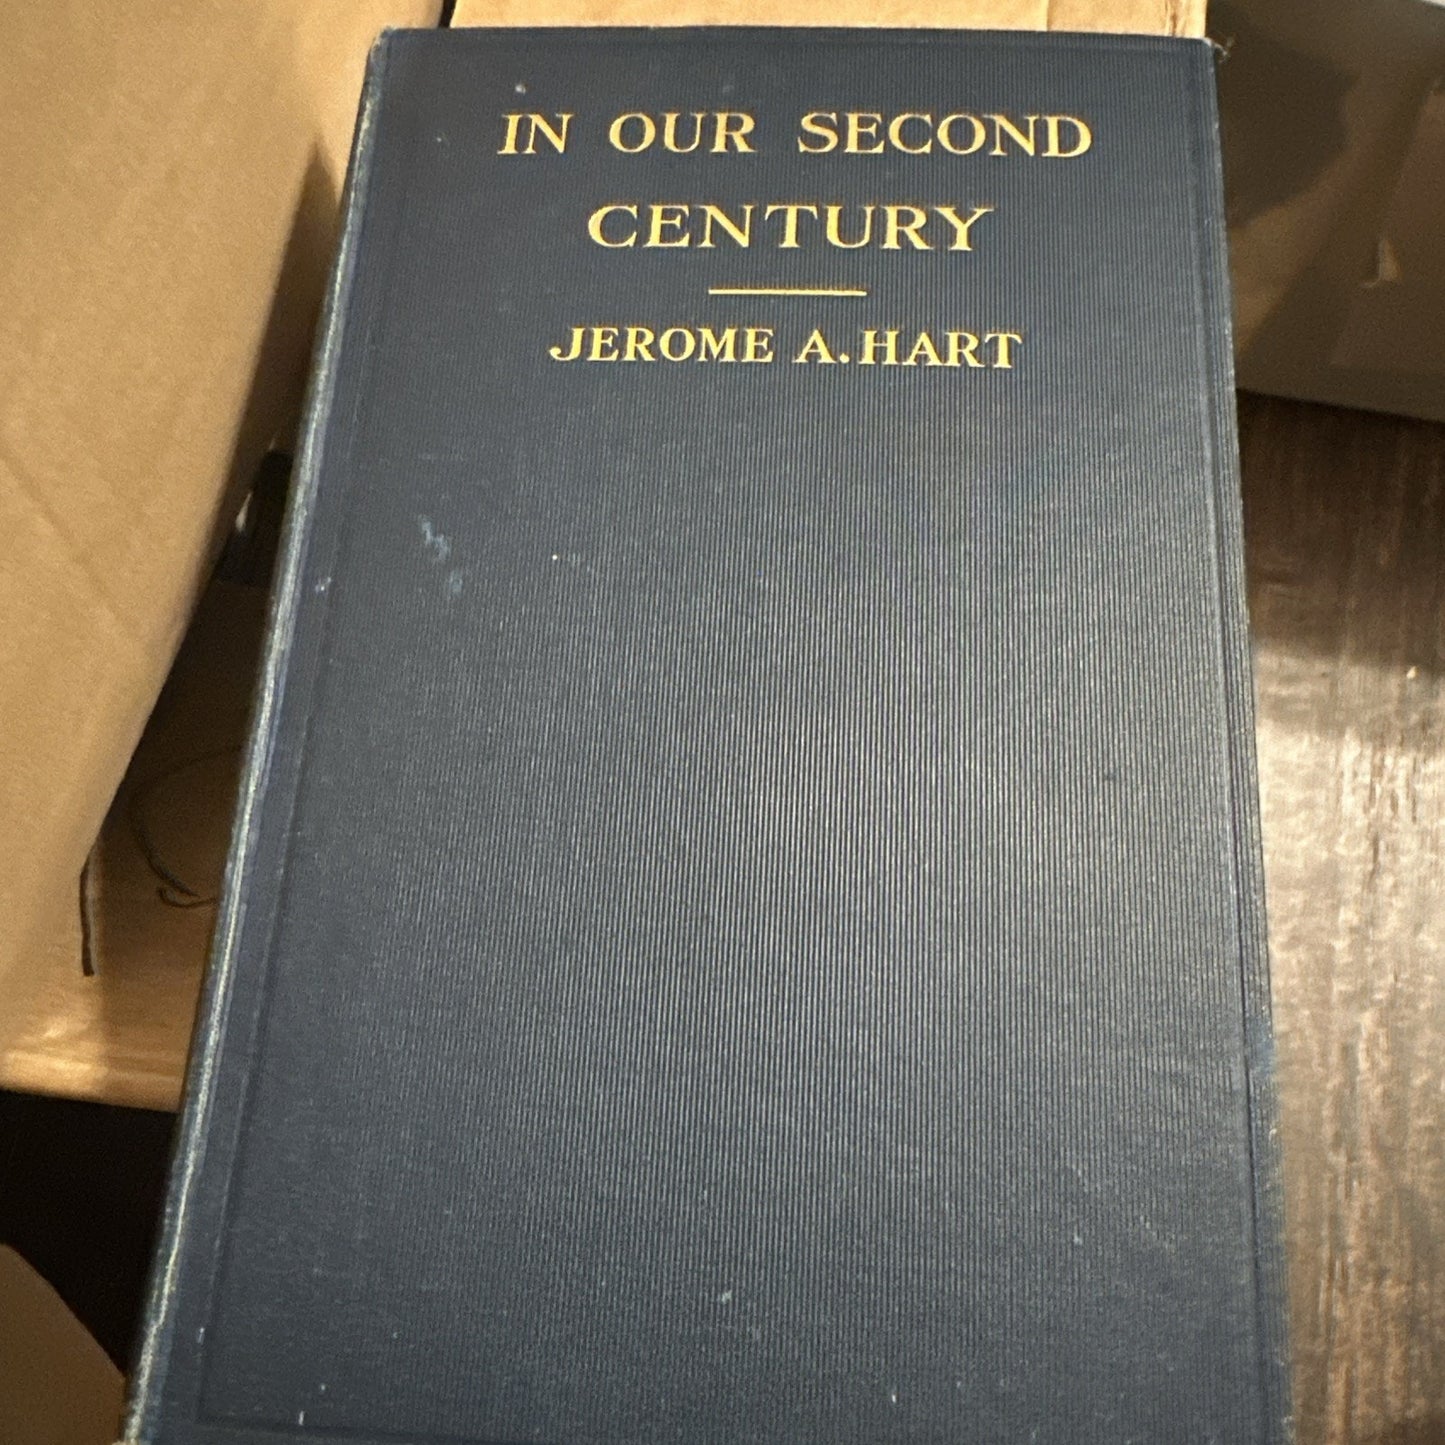 IN OUR SECOND
CENTURY
JEROME A. HART